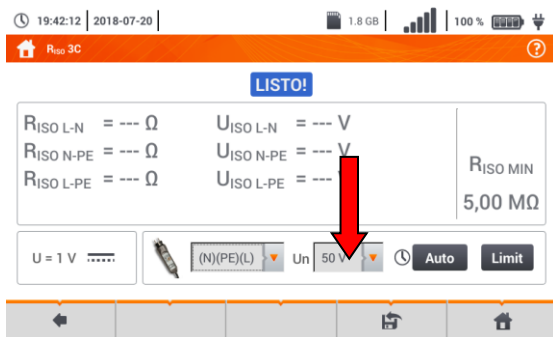 19:42:12 2018-07-20 1.8 GB 100 %
RISO 3C ?
LISTO!
RISO L-N = --- Ω UISO L-N = --- V
RISO N-PE = --- Ω UISO N-PE = --- V
RISO L-PE = --- Ω UISO L-PE = --- V
RISO MIN
5,00 MΩ
U = 1 V (N)(PE)(L) Un 50 V Auto Limit